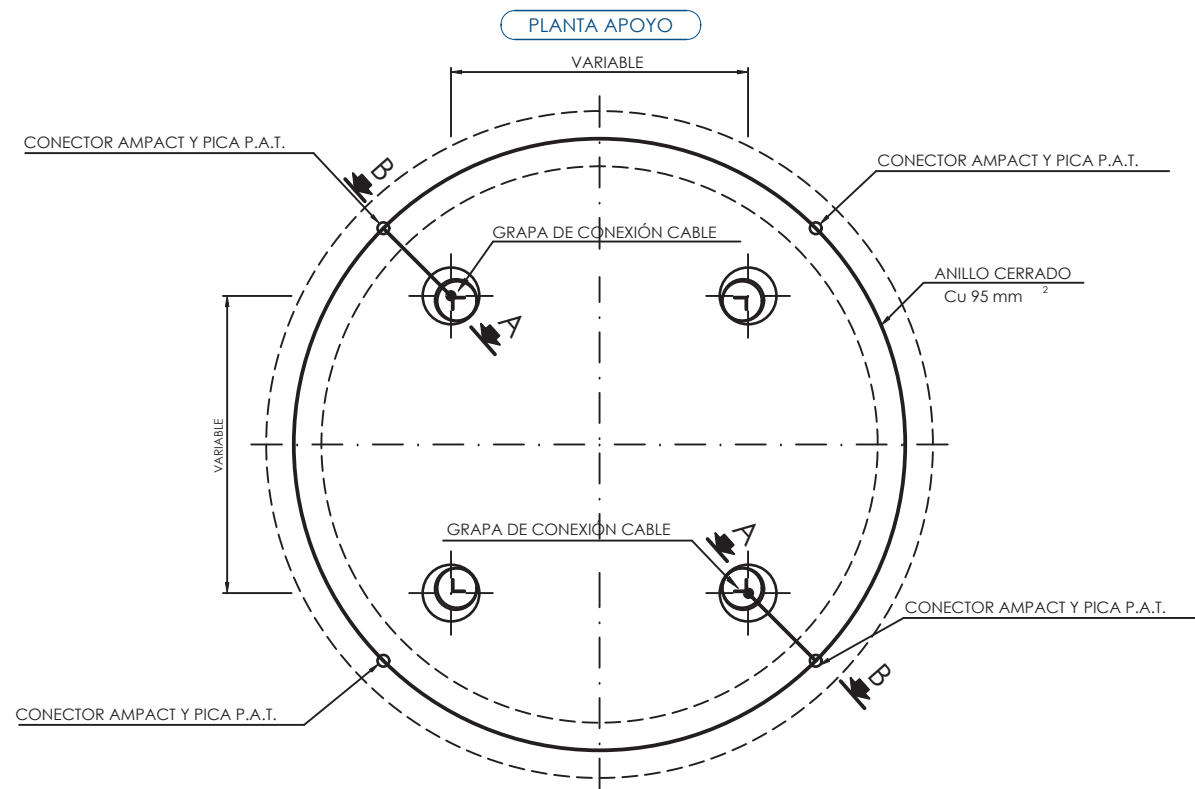 PLANTA APOYO
VARIABLE
CONECTOR AMPACT Y PICA P.A.T.
B
CONECTOR AMPACT Y PICA P.A.T.
GRAPA DE CONEXIÓN CABLE
ANILLO CERRADO
Cu 95 mm 2
A
VARIABLE
GRAPA DE CONEXIÓN CABLE
A
CONECTOR AMPACT Y PICA P.A.T.
B
CONECTOR AMPACT Y PICA P.A.T.